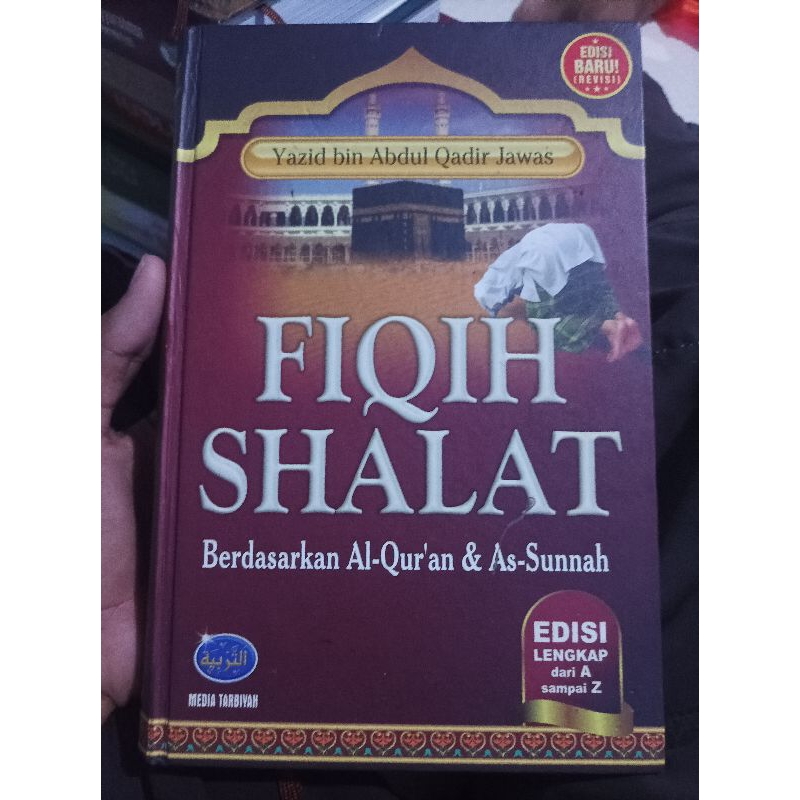 EDISI
BARU!
(REVISI)
Yazid bin Abdul Qadir Jawas
FIQIH
SHALAT
Berdasarkan Al-Qur'an & As-Sunnah
EDISI
LENGKAP
dari A
sampai Z
التَّرْبِيَة
MEDIA TARBIYAH